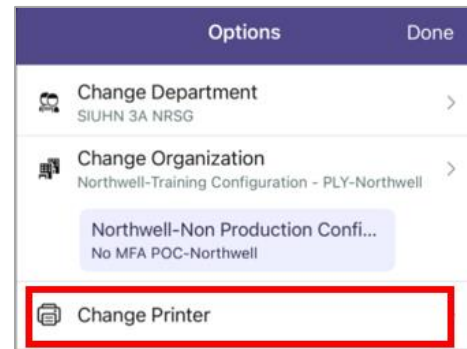 Options
Done
Change Department
SIUHN 3A NRSG
Change Organization
Northwell-Training Configuration - PLY-Northwell
Northwell-Non Production Confi...
No MFA POC-Northwell
Change Printer